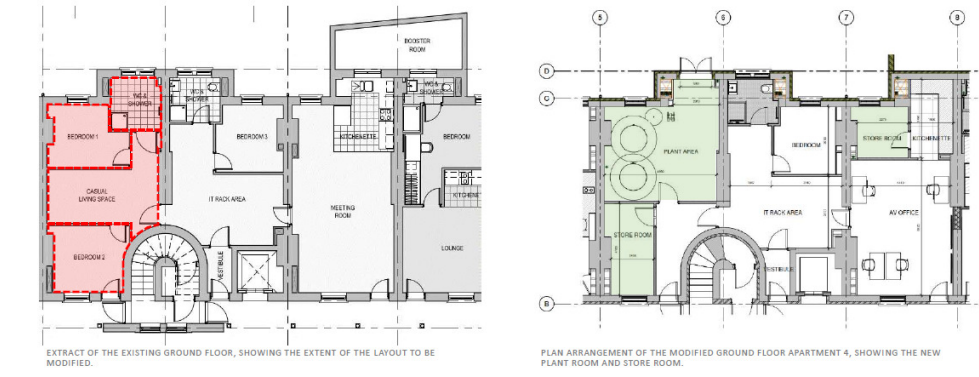 BOOSTER
ROOM
WC &
SHOWER
WC &
SHOWER
WC &
SHOWER
BEDROOM 1
BEDROOM 3
KITCHENETTE
BEDROOM
CASUAL
LIVING SPACE
IT RACK AREA
MEETING
ROOM
KITCHENE
BEDROOM 2
VESTIBULE
LOUNGE
EXTRACT OF THE EXISTING GROUND FLOOR, SHOWING THE EXTENT OF THE LAYOUT TO BE
MODIFIED.
5
6
7
8
D
C
B
PLANT AREA
BEDROOM
STORE ROOM
KITCHENETTE
STORE ROOM
IT RACK AREA
AV OFFICE
VESTIBULE
PLAN ARRANGEMENT OF THE MODIFIED GROUND FLOOR APARTMENT 4, SHOWING THE NEW
PLANT ROOM AND STORE ROOM.